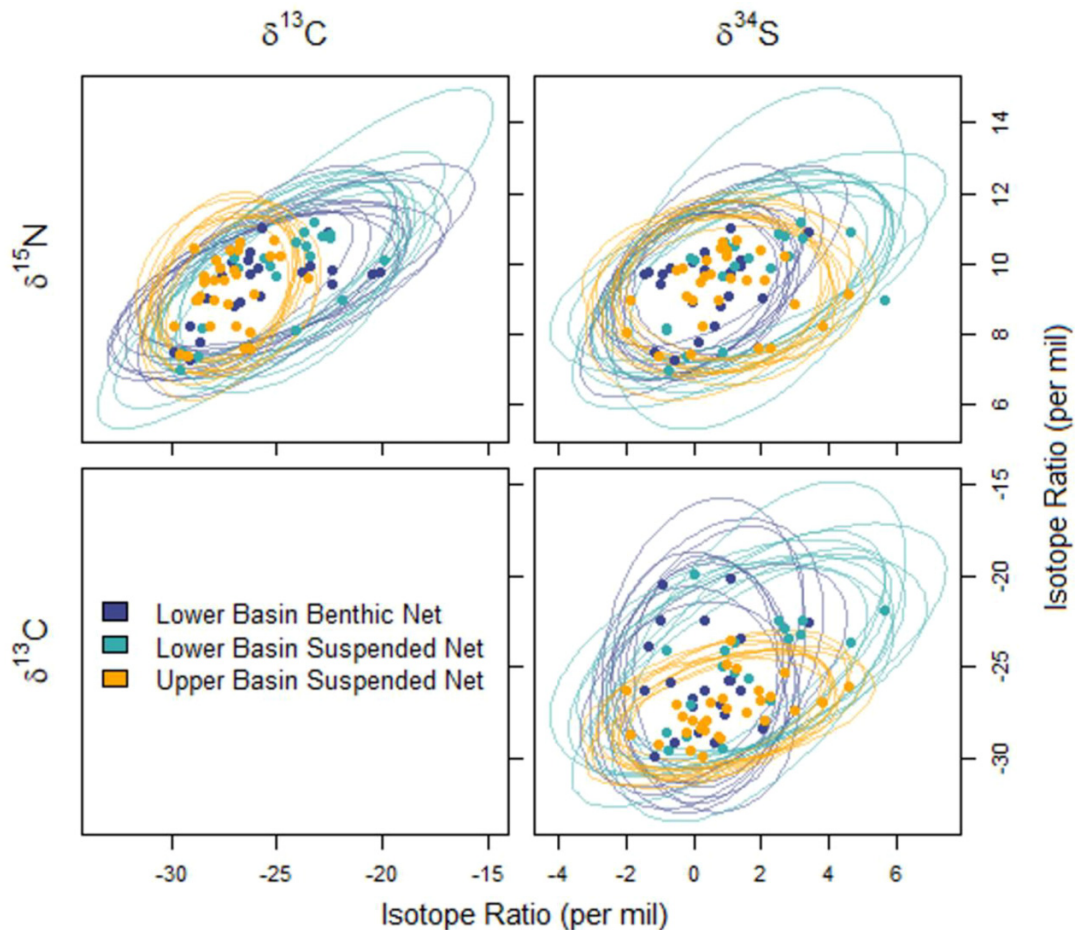 δ¹³C
δ³⁴S
δ¹⁵N
14
12
10
8
6
Isotope Ratio (per mil)
δ¹³C
Lower Basin Benthic Net
Lower Basin Suspended Net
Upper Basin Suspended Net
-15
-20
-25
-30
-30 -25 -20 -15
-4 -2 0 2 4 6
Isotope Ratio (per mil)